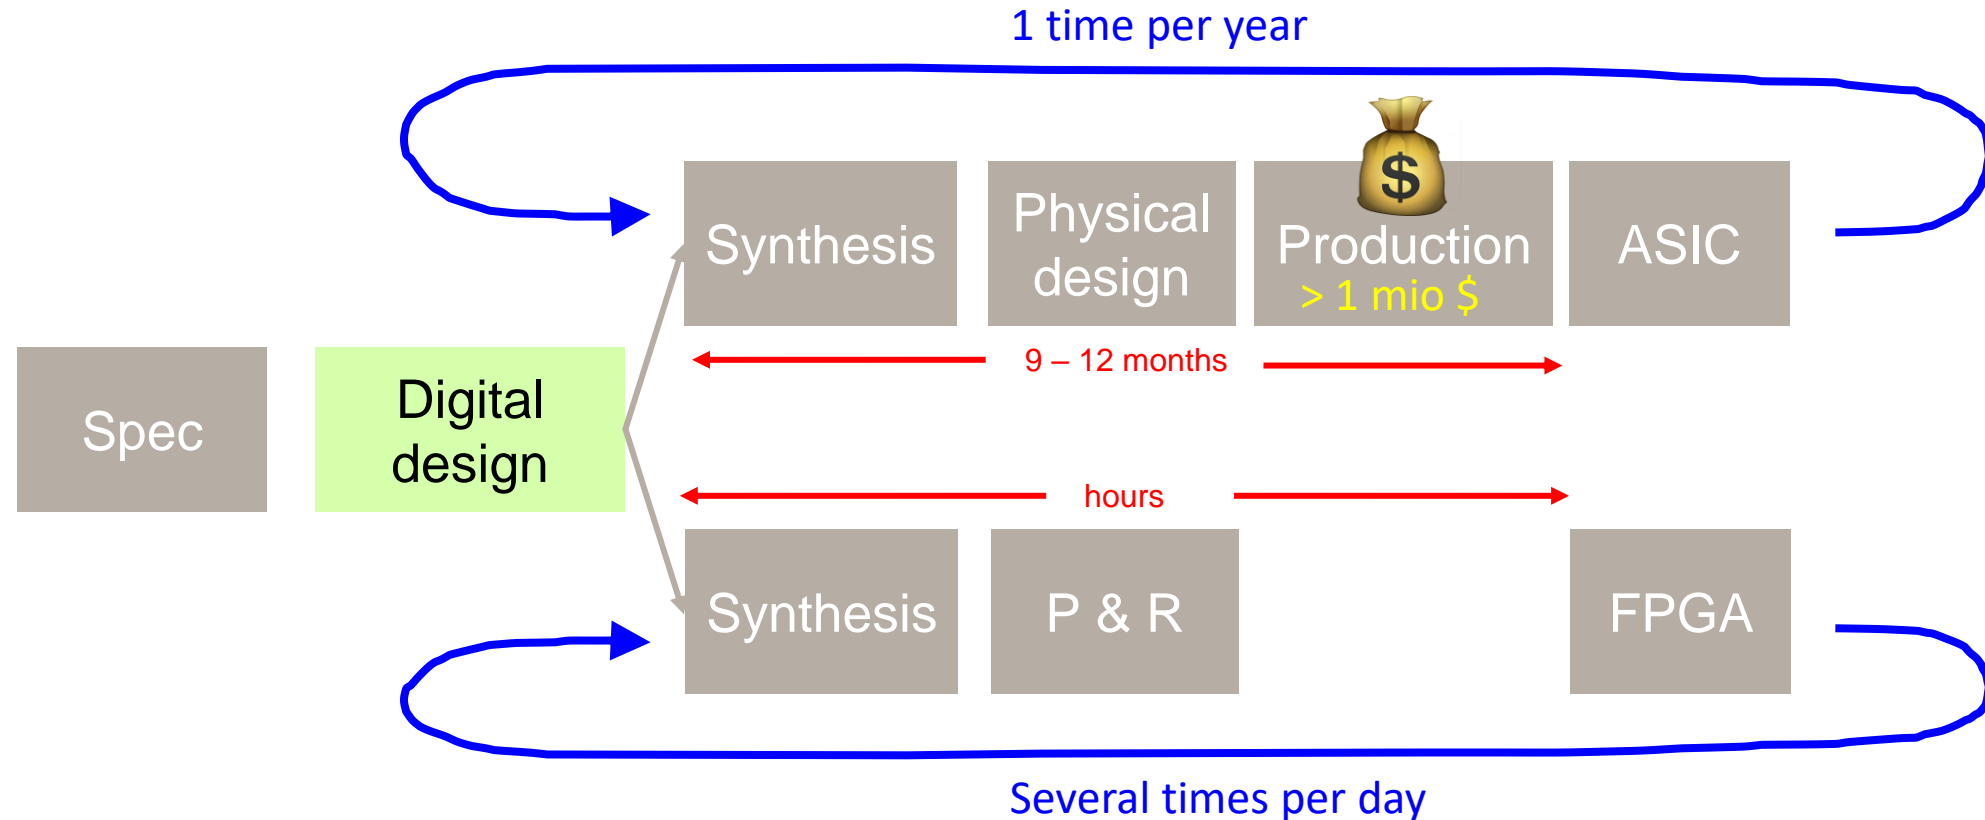 1 time per year
$
Synthesis
Physical
design
Production
> 1 mio $
ASIC
9 – 12 months
Spec
Digital
design
hours
Synthesis
P & R
FPGA
Several times per day